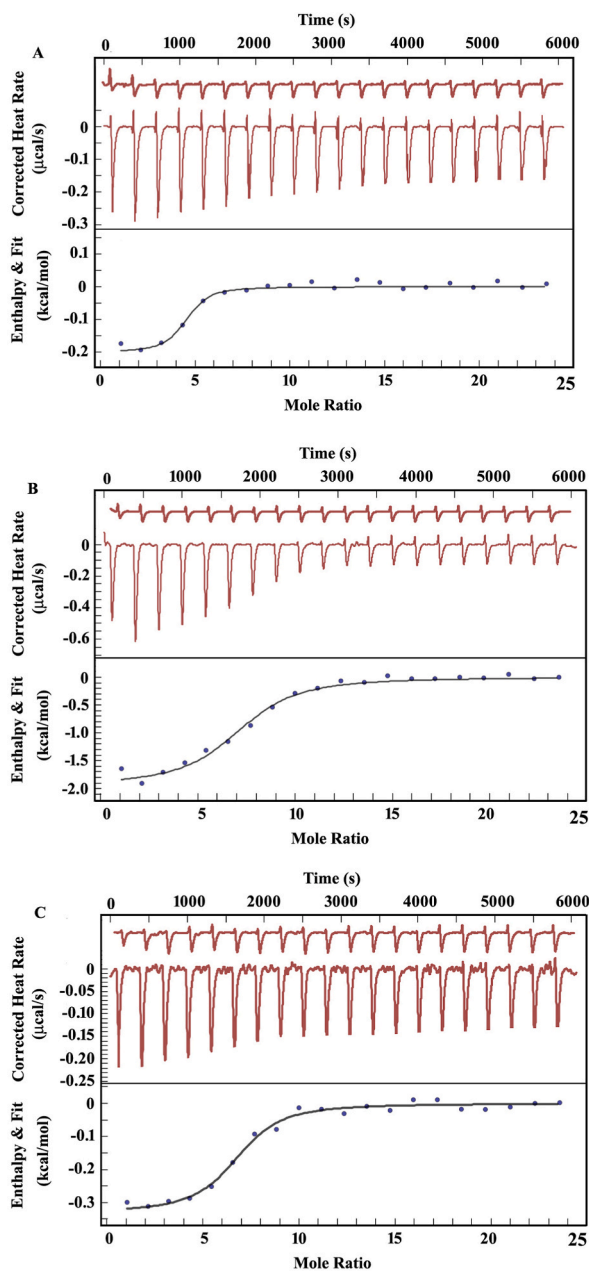 Time (s)
0 1000 2000 3000 4000 5000 6000
A
Corrected Heat Rate
(µcal/s)
0
-0.1
-0.2
-0.3
Enthalpy & Fit
(kcal/mol)
0.1
0
-0.1
-0.2
0 5 10 15 20 25
Mole Ratio
Time (s)
0 1000 2000 3000 4000 5000 6000
B
Corrected Heat Rate
(µcal/s)
0
-0.2
-0.4
-0.6
Enthalpy & Fit
(kcal/mol)
0
-0.5
-1.0
-1.5
-2.0
0 5 10 15 20 25
Mole Ratio
Time (s)
0 1000 2000 3000 4000 5000 6000
C
Corrected Heat Rate
(µcal/s)
0
-0.05
-0.10
-0.15
-0.20
-0.25
Enthalpy & Fit
(kcal/mol)
0
-0.1
-0.2
-0.3
0 5 10 15 20 25
Mole Ratio